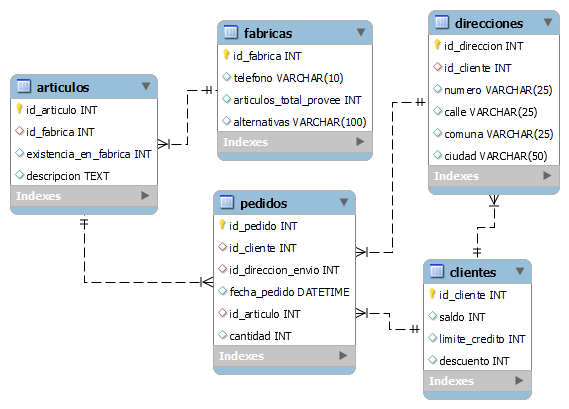 fabricas
id_fabrica INT
telefono VARCHAR(10)
articulos_total_provee INT
alternativas VARCHAR(100)
Indexes
direcciones
id_direccion INT
id_cliente INT
numero VARCHAR(25)
calle VARCHAR(25)
comuna VARCHAR(25)
ciudad VARCHAR(50)
Indexes
articulos
id_articulo INT
id_fabrica INT
existencia_en_fabrica INT
descripcion TEXT
Indexes
pedidos
id_pedido INT
id_cliente INT
id_direccion_envio INT
fecha_pedido DATETIME
id_articulo INT
cantidad INT
Indexes
clientes
id_cliente INT
saldo INT
limite_credito INT
descuento INT
Indexes